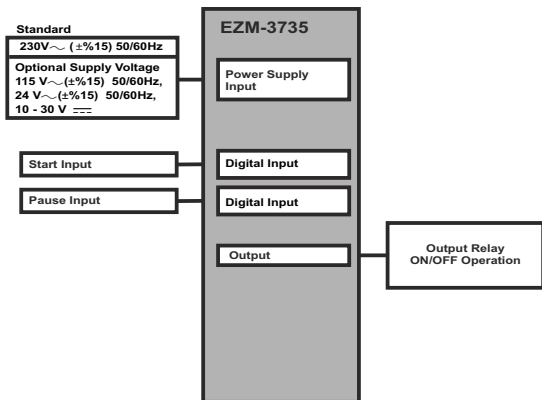 Standard
230V～ (±%15) 50/60Hz
Optional Supply Voltage
115 V～(±%15) 50/60Hz,
24 V～(±%15) 50/60Hz,
10 - 30 V ⎓
EZM-3735
Power Supply
Input
Start Input
Digital Input
Pause Input
Digital Input
Output
Output Relay
ON/OFF Operation